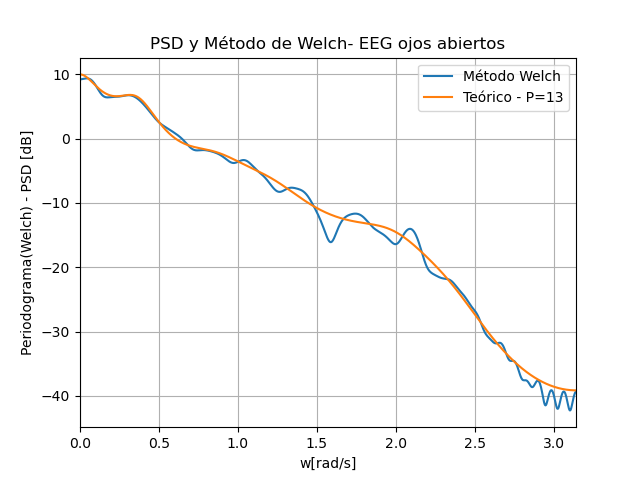 PSD y Método de Welch- EEG ojos abiertos
Método Welch
Teórico - P=13
Periodograma(Welch) - PSD [dB]
10
0
−10
−20
−30
−40
0.0 0.5 1.0 1.5 2.0 2.5 3.0
w[rad/s]